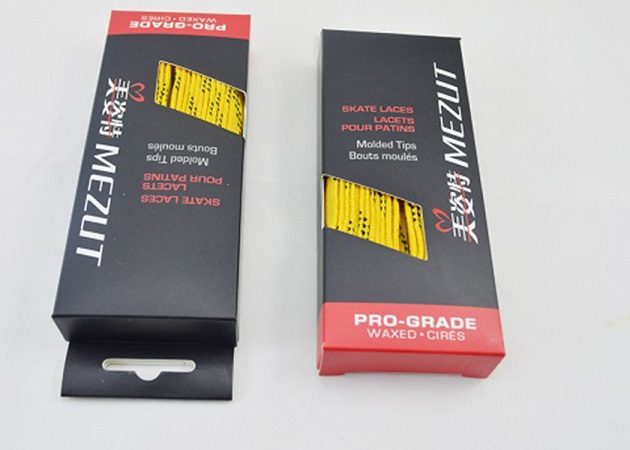 SKATE LACES
LACETS
POUR PATINS
Molded Tips
Bouts moulés
美姿特 MEZUT
PRO-GRADE
WAXED • CIRÉS
SKATE LACES
LACETS
POUR PATINS
Molded Tips
Bouts moulés
美姿特 MEZUT
PRO-GRADE
WAXED • CIRÉS